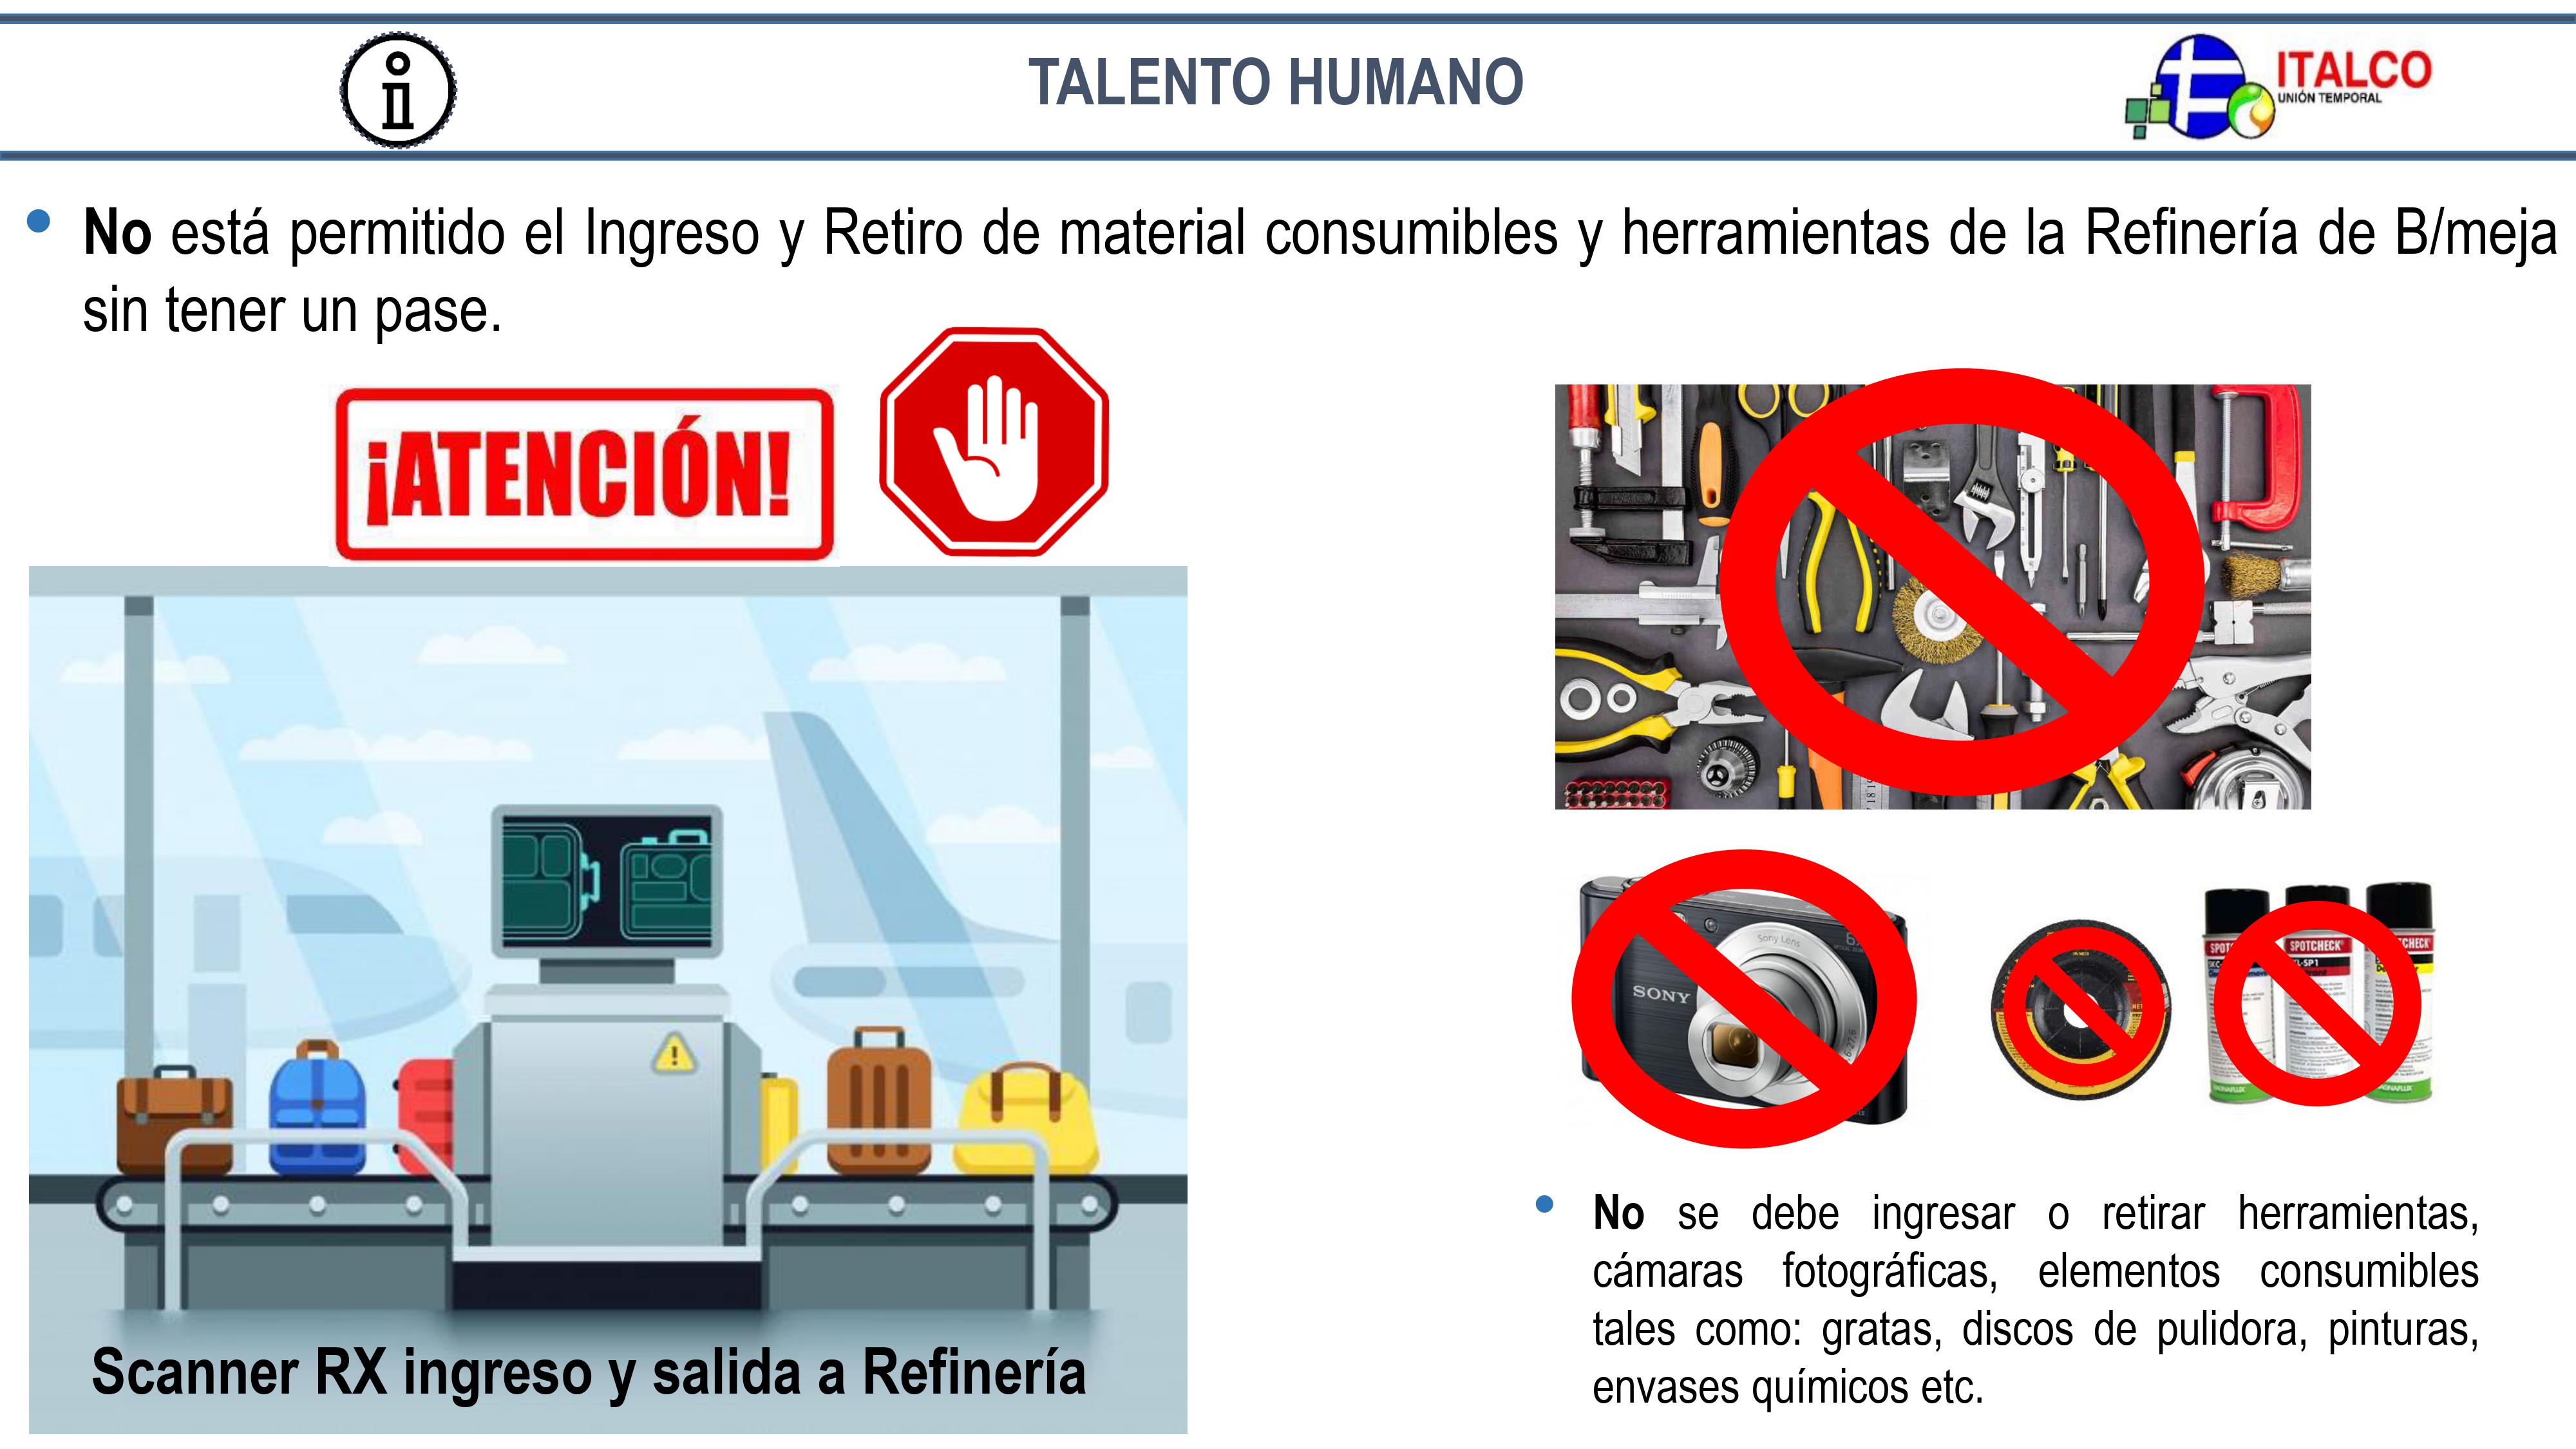 TALENTO HUMANO
ITALCO
UNIÓN TEMPORAL
No está permitido el Ingreso y Retiro de material consumibles y herramientas de la Refinería de B/meja
sin tener un pase.
¡ATENCIÓN!
Scanner RX ingreso y salida a Refinería
Sony Lens
SONY
SPOTCHECK
No se debe ingresar o retirar herramientas,
cámaras fotográficas, elementos consumibles
tales como: gratas, discos de pulidora, pinturas,
envases químicos etc.